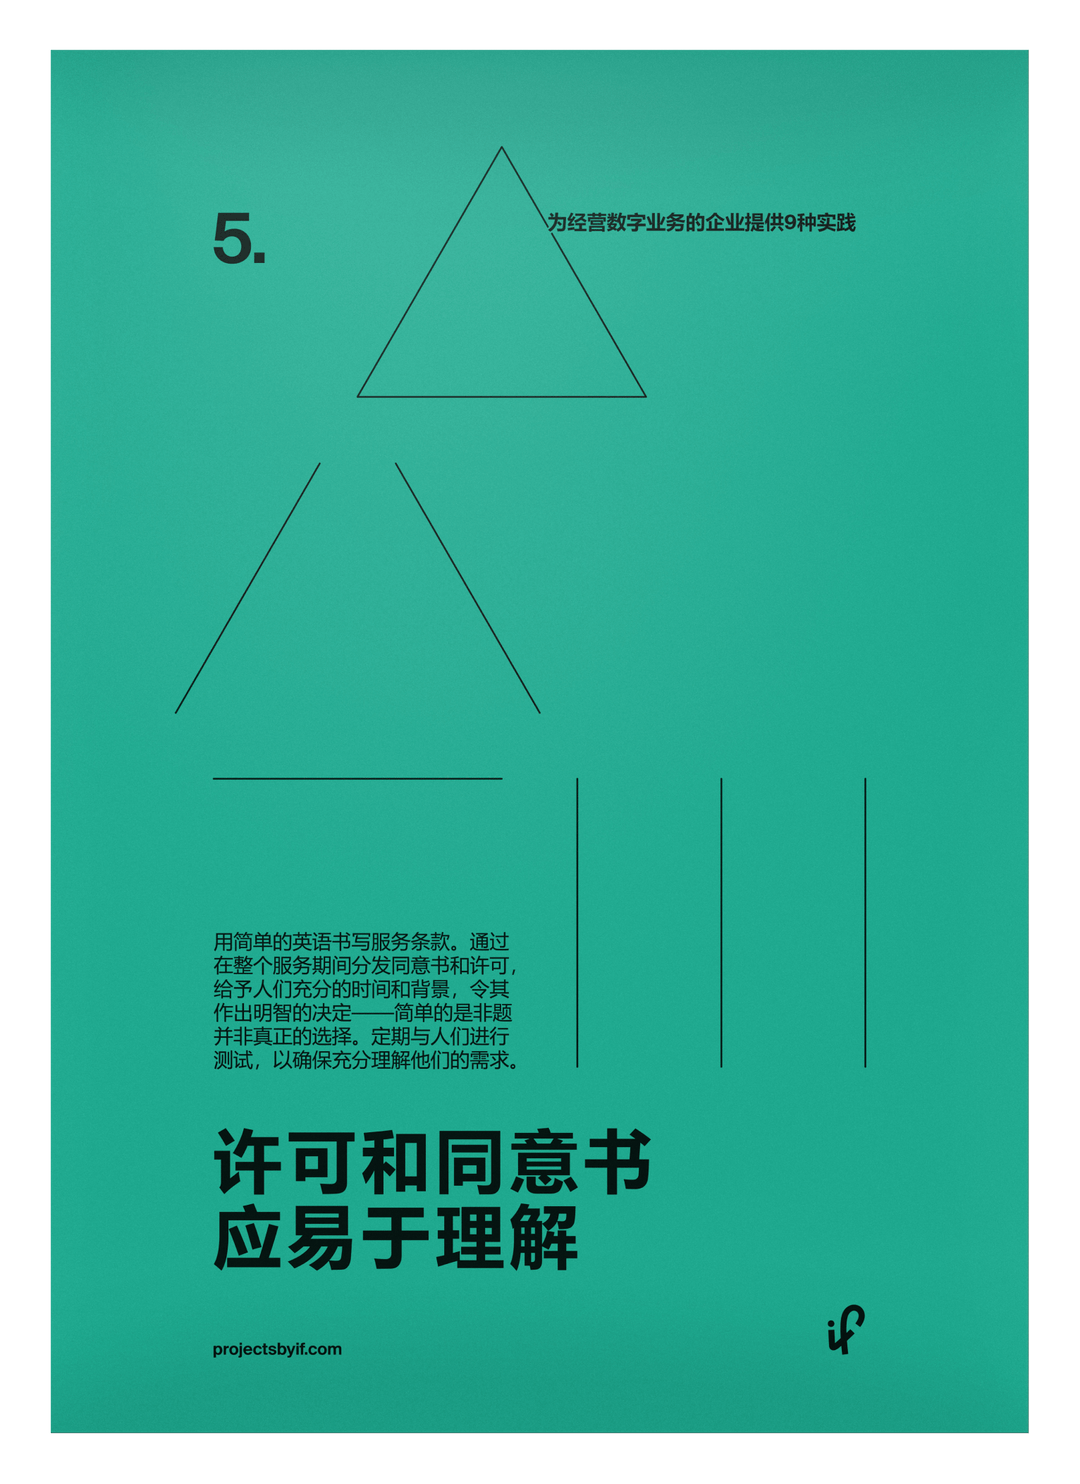 5.
为经营数字业务的企业提供9种实践
用简单的英语书写服务条款。通过
在整个服务期间分发同意书和许可，
给予人们充分的时间和背景，令其
作出明智的决定——简单的是非题
并非真正的选择。定期与人们进行
测试，以确保充分理解他们的需求。
许可和同意书
应易于理解
projectsbyif.com
if